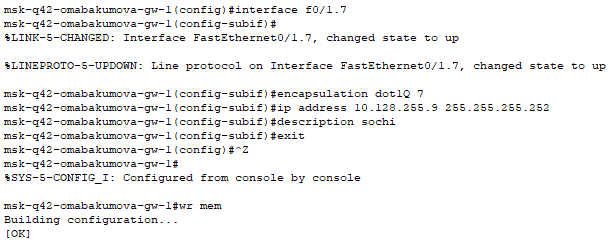 msk-q42-omabakumova-gw-1(config)#interface f0/1.7
msk-q42-omabakumova-gw-1(config-subif)#
%LINK-5-CHANGED: Interface FastEthernet0/1.7, changed state to up
%LINEPROTO-5-UPDOWN: Line protocol on Interface FastEthernet0/1.7, changed state to up
msk-q42-omabakumova-gw-1(config-subif)#encapsulation dot1Q 7
msk-q42-omabakumova-gw-1(config-subif)#ip address 10.128.255.9 255.255.255.252
msk-q42-omabakumova-gw-1(config-subif)#description sochi
msk-q42-omabakumova-gw-1(config-subif)#exit
msk-q42-omabakumova-gw-1(config)#^Z
msk-q42-omabakumova-gw-1#
%SYS-5-CONFIG_I: Configured from console by console
msk-q42-omabakumova-gw-1#wr mem
Building configuration...
[OK]